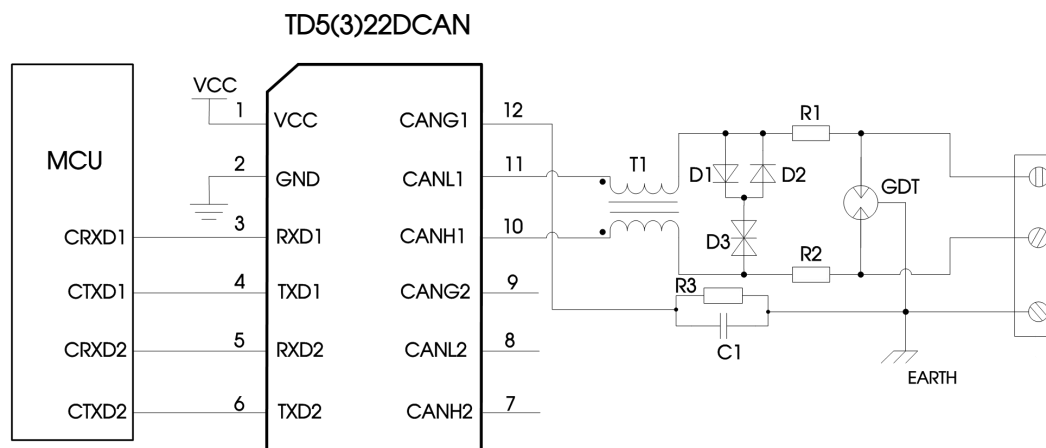 TD5(3)22DCAN
MCU
VCC
1
2
3
4
5
6
VCC
GND
RXD1
TXD1
RXD2
TXD2
CRXD1
CTXD1
CRXD2
CTXD2
CANG1
CANL1
CANH1
CANG2
CANL2
CANH2
12
11
10
9
8
7
T1
D1
D2
D3
R1
R2
GDT
R3
C1
EARTH